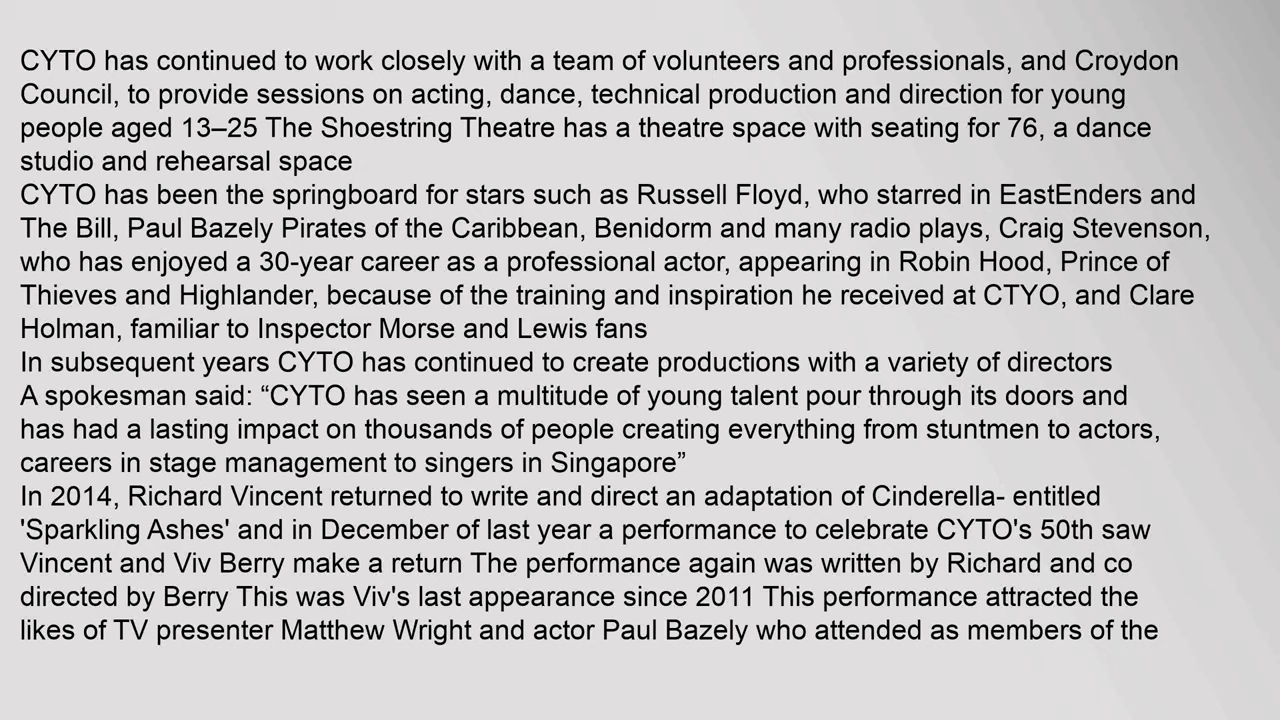 CYTO has continued to work closely with a team of volunteers and professionals, and Croydon
Council, to provide sessions on acting, dance, technical production and direction for young
people aged 13–25 The Shoestring Theatre has a theatre space with seating for 76, a dance
studio and rehearsal space
CYTO has been the springboard for stars such as Russell Floyd, who starred in EastEnders and
The Bill, Paul Bazely Pirates of the Caribbean, Benidorm and many radio plays, Craig Stevenson,
who has enjoyed a 30-year career as a professional actor, appearing in Robin Hood, Prince of
Thieves and Highlander, because of the training and inspiration he received at CTYO, and Clare
Holman, familiar to Inspector Morse and Lewis fans
In subsequent years CYTO has continued to create productions with a variety of directors
A spokesman said: “CYTO has seen a multitude of young talent pour through its doors and
has had a lasting impact on thousands of people creating everything from stuntmen to actors,
careers in stage management to singers in Singapore”
In 2014, Richard Vincent returned to write and direct an adaptation of Cinderella- entitled
'Sparkling Ashes' and in December of last year a performance to celebrate CYTO's 50th saw
Vincent and Viv Berry make a return The performance again was written by Richard and co
directed by Berry This was Viv's last appearance since 2011 This performance attracted the
likes of TV presenter Matthew Wright and actor Paul Bazely who attended as members of the